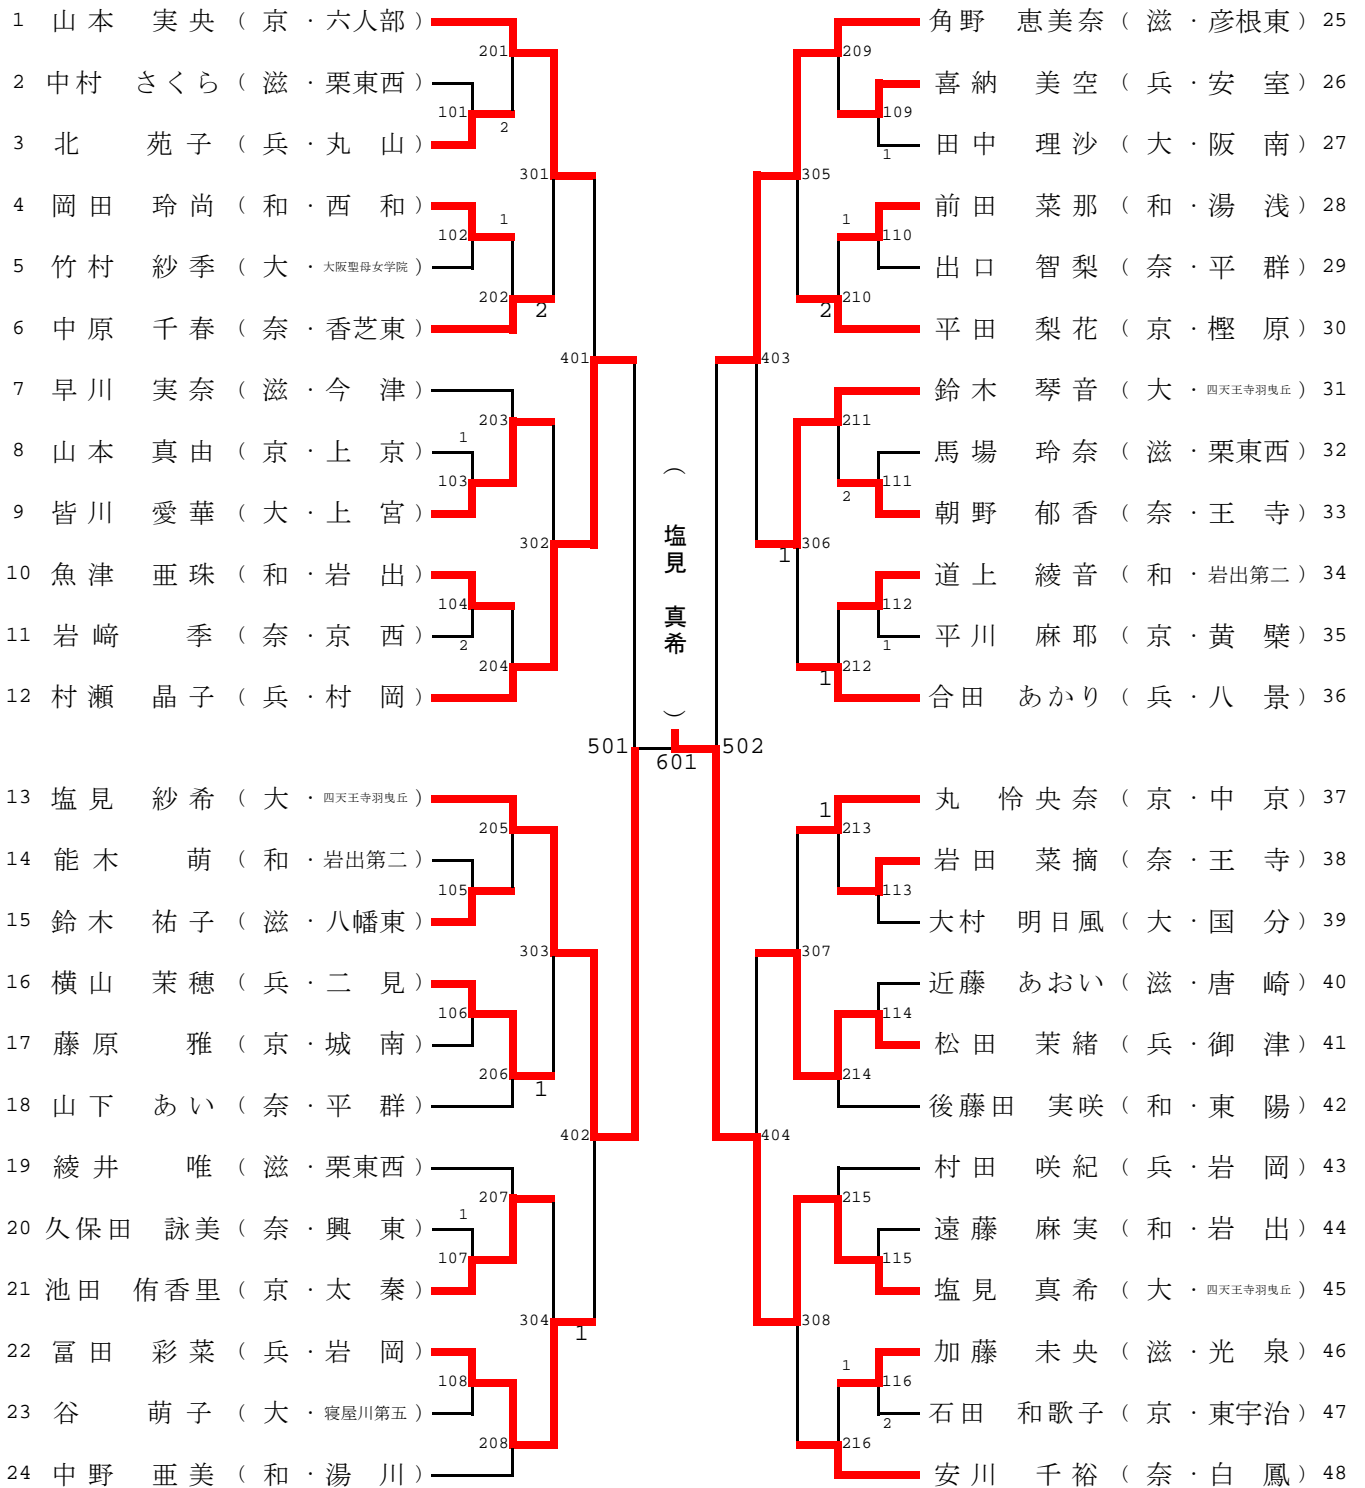 1 山本 実央 ( 京 ・ 六人部 )
201
2 中村 さくら ( 滋 ・ 栗東西 )
101
2
3 北 苑子 ( 兵 ・ 丸山 )
301
4 岡田 玲尚 ( 和 ・ 西和 )
1
102
5 竹村 紗季 ( 大 ・ 大阪聖母女学院 )
202
2
6 中原 千春 ( 奈 ・ 香芝東 )
401
7 早川 実奈 ( 滋 ・ 今津 )
203
8 山本 真由 ( 京 ・ 上京 )
1
103
9 皆川 愛華 ( 大 ・ 上宮 )
302
10 魚津 亜珠 ( 和 ・ 岩出 )
104
11 岩﨑 季 ( 奈 ・ 京西 )
2
204
12 村瀬 晶子 ( 兵 ・ 村岡 )
501
13 塩見 紗希 ( 大 ・ 四天王寺羽曳丘 )
205
14 能木 萌 ( 和 ・ 岩出第二 )
105
15 鈴木 祐子 ( 滋 ・ 八幡東 )
303
16 横山 茉穂 ( 兵 ・ 二見 )
106
17 藤原 雅 ( 京 ・ 城南 )
206
1
18 山下 あい ( 奈 ・ 平群 )
402
19 綾井 唯 ( 滋 ・ 栗東西 )
207
20 久保田 詠美 ( 奈 ・ 興東 )
1
107
21 池田 侑香里 ( 京 ・ 太秦 )
304
1
22 冨田 彩菜 ( 兵 ・ 岩岡 )
108
23 谷 萌子 ( 大 ・ 寝屋川第五 )
208
24 中野 亜美 ( 和 ・ 湯川 )
( 塩見 真希 )
601
角野 恵美奈 ( 滋 ・ 彦根東 ) 25
209
喜納 美空 ( 兵 ・ 安室 ) 26
109
1
田中 理沙 ( 大 ・ 阪南 ) 27
305
前田 菜那 ( 和 ・ 湯浅 ) 28
1
110
出口 智梨 ( 奈 ・ 平群 ) 29
210
2
平田 梨花 ( 京 ・ 樫原 ) 30
403
鈴木 琴音 ( 大 ・ 四天王寺羽曳丘 ) 31
211
馬場 玲奈 ( 滋 ・ 栗東西 ) 32
111
2
朝野 郁香 ( 奈 ・ 王寺 ) 33
306
1
道上 綾音 ( 和 ・ 岩出第二 ) 34
112
平川 麻耶 ( 京 ・ 黄檗 ) 35
1
212
1
合田 あかり ( 兵 ・ 八景 ) 36
502
丸 怜央奈 ( 京 ・ 中京 ) 37
1
213
岩田 菜摘 ( 奈 ・ 王寺 ) 38
113
大村 明日風 ( 大 ・ 国分 ) 39
307
近藤 あおい ( 滋 ・ 唐崎 ) 40
114
松田 茉緒 ( 兵 ・ 御津 ) 41
214
後藤田 実咲 ( 和 ・ 東陽 ) 42
404
村田 咲紀 ( 兵 ・ 岩岡 ) 43
215
遠藤 麻実 ( 和 ・ 岩出 ) 44
115
塩見 真希 ( 大 ・ 四天王寺羽曳丘 ) 45
308
加藤 未央 ( 滋 ・ 光泉 ) 46
1
116
石田 和歌子 ( 京 ・ 東宇治 ) 47
2
216
安川 千裕 ( 奈 ・ 白鳳 ) 48